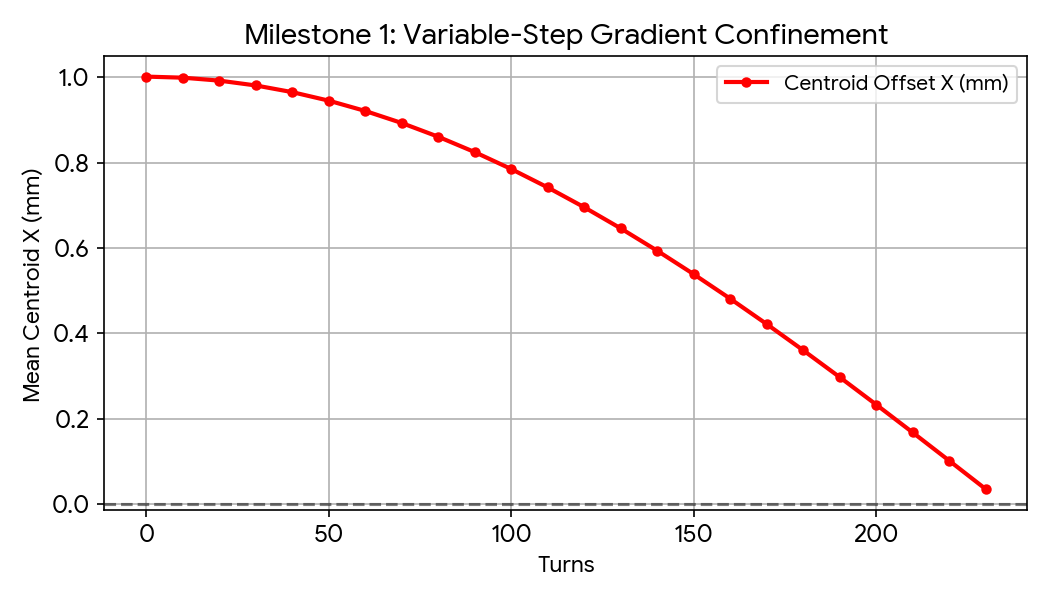 Milestone 1: Variable-Step Gradient Confinement
Centroid Offset X (mm)
Mean Centroid X (mm)
1.0
0.8
0.6
0.4
0.2
0.0
0
50
100
150
200
Turns